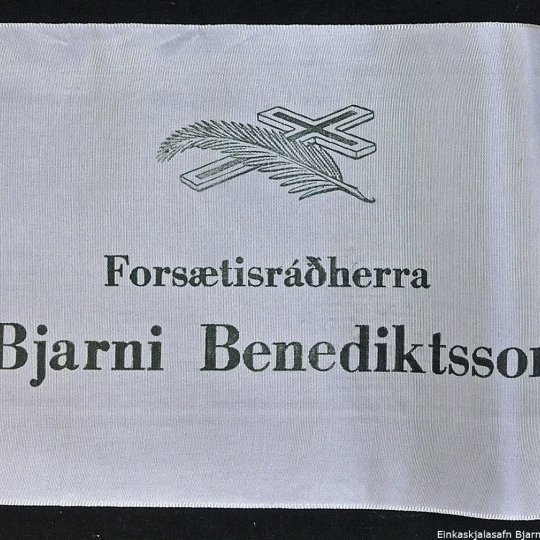 Forsætisráðherra
Bjarni Benediktsson
Einkaskjalasafn Bjarn